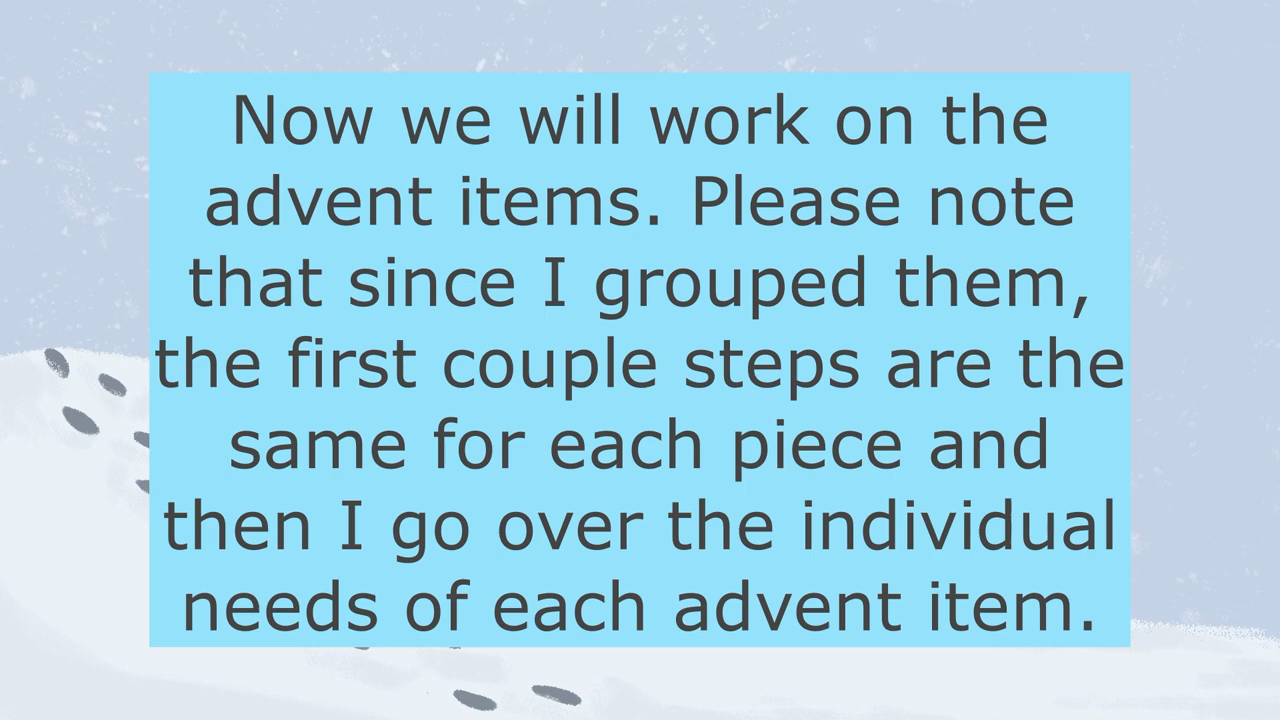 Now we will work on the
advent items. Please note
that since I grouped them,
the first couple steps are the
same for each piece and
then I go over the individual
needs of each advent item.